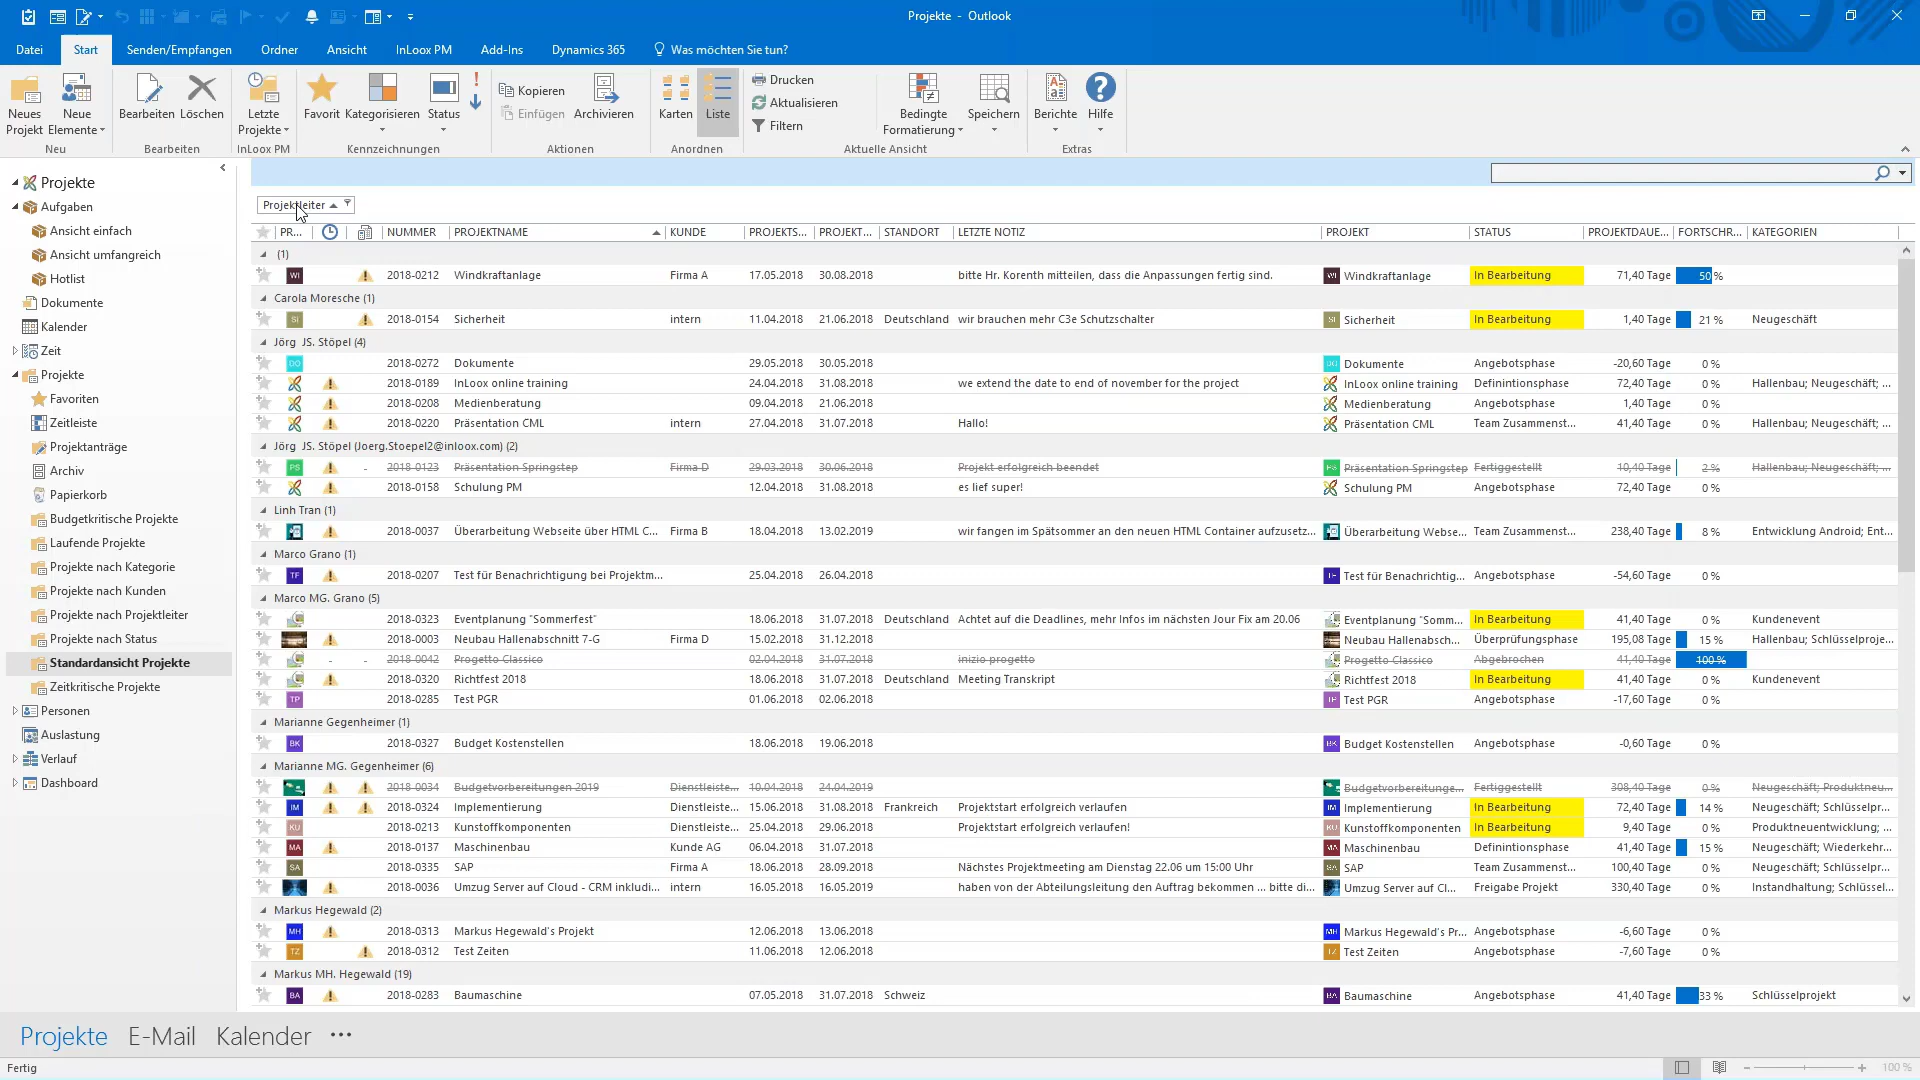 Projekte - Outlook
Datei Start Senden/Empfangen Ordner Ansicht InLoox PM Add-Ins Dynamics 365 Was möchten Sie tun?
Neues Projekt Neue Elemente Bearbeiten Löschen Letzte Projekte Favorit Kategorisieren Status Kopieren Einfügen Archivieren Karten Liste Drucken Aktualisieren Filtern Bedingte Formatierung Speichern Berichte Hilfe
Neu Bearbeiten InLoox PM Kennzeichnungen Aktionen Anordnen Aktuelle Ansicht Extras
Projekte
Aufgaben
Ansicht einfach
Ansicht umfangreich
Hotlist
Dokumente
Kalender
Zeit
Projekte
Favoriten
Zeitleiste
Projektanträge
Archiv
Papierkorb
Budgetkritische Projekte
Laufende Projekte
Projekte nach Kategorie
Projekte nach Kunden
Projekte nach Projektleiter
Projekte nach Status
Standardansicht Projekte
Zeitkritische Projekte
Personen
Auslastung
Verlauf
Dashboard
Projektleiter
PR... NUMMER PROJEKTNAME KUNDE PROJEKTS... PROJEKT... STANDORT LETZTE NOTIZ PROJEKT STATUS PROJEKTDAUE... FORTSCHR... KATEGORIEN
(1)
WI 2018-0212 Windkraftanlage Firma A 17.05.2018 30.08.2018 bitte Hr. Korenth mitteilen, dass die Anpassungen fertig sind. WI Windkraftanlage In Bearbeitung 71,40 Tage 50 %
Carola Moresche (1)
SI 2018-0154 Sicherheit intern 11.04.2018 21.06.2018 Deutschland wir brauchen mehr C3e Schutzschalter SI Sicherheit In Bearbeitung 1,40 Tage 21 % Neugeschäft
Jörg JS. Stöpel (4)
DO 2018-0272 Dokumente 29.05.2018 30.05.2018 DO Dokumente Angebotsphase -20,60 Tage 0 %
2018-0189 InLoox online training 24.04.2018 31.08.2018 we extend the date to end of november for the project InLoox online training Definintionsphase 72,40 Tage 0 % Hallenbau; Neugeschäft; ...
2018-0208 Medienberatung 09.04.2018 21.06.2018 Medienberatung Angebotsphase 1,40 Tage 0 %
2018-0220 Präsentation CML intern 27.04.2018 31.07.2018 Hallo! Präsentation CML Team Zusammenst... 41,40 Tage 0 % Hallenbau; Neugeschäft; ...
Jörg JS. Stöpel (Joerg.Stoepel2@inloox.com) (2)
PS - 2018-0123 Präsentation Springstep Firma D 29.03.2018 30.06.2018 Projekt erfolgreich beendet PS Präsentation Springstep Fertiggestellt 10,40 Tage 2 % Hallenbau; Neugeschäft; ...
2018-0158 Schulung PM 12.04.2018 31.08.2018 es lief super! Schulung PM Angebotsphase 72,40 Tage 0 %
Linh Tran (1)
2018-0037 Überarbeitung Webseite über HTML C... Firma B 18.04.2018 13.02.2019 wir fangen im Spätsommer an den neuen HTML Container aufzusetz... Überarbeitung Webse... Team Zusammenst... 238,40 Tage 8 % Entwicklung Android; Ent...
Marco Grano (1)
TF 2018-0207 Test für Benachrichtigung bei Projektm... 25.04.2018 26.04.2018 TF Test für Benachrichtig... Angebotsphase -54,60 Tage 0 %
Marco MG. Grano (5)
2018-0323 Eventplanung "Sommerfest" 18.06.2018 31.07.2018 Deutschland Achtet auf die Deadlines, mehr Infos im nächsten Jour Fix am 20.06 Eventplanung "Somm... In Bearbeitung 41,40 Tage 0 % Kundenevent
2018-0003 Neubau Hallenabschnitt 7-G Firma D 15.02.2018 31.12.2018 Neubau Hallenabsch... Überprüfungsphase 195,08 Tage 15 % Hallenbau; Schlüsselproje...
- - 2018-0042 Progetto Classico 02.04.2018 31.07.2018 inizio progetto Progetto Classico Abgebrochen 41,40 Tage 100 %
2018-0320 Richtfest 2018 18.06.2018 31.07.2018 Deutschland Meeting Transkript Richtfest 2018 In Bearbeitung 41,40 Tage 0 % Kundenevent
TP 2018-0285 Test PGR 01.06.2018 02.06.2018 TP Test PGR Angebotsphase -17,60 Tage 0 %
Marianne Gegenheimer (1)
BK 2018-0327 Budget Kostenstellen 18.06.2018 19.06.2018 BK Budget Kostenstellen Angebotsphase -0,60 Tage 0 %
Marianne MG. Gegenheimer (6)
2018-0034 Budgetvorbereitungen 2019 Dienstleiste... 10.04.2018 24.04.2019 Budgetvorbereitunge... Fertiggestellt 308,40 Tage 0 % Neugeschäft; Produktneu...
IM 2018-0324 Implementierung Dienstleiste... 15.06.2018 31.08.2018 Frankreich Projektstart erfolgreich verlaufen IM Implementierung In Bearbeitung 72,40 Tage 14 % Neugeschäft; Schlüsselpr...
KU 2018-0213 Kunstoffkomponenten Dienstleiste... 25.04.2018 29.06.2018 Projektstart erfolgreich verlaufen! KU Kunstoffkomponenten In Bearbeitung 9,40 Tage 0 % Produktneuentwicklung; ...
MA 2018-0137 Maschinenbau Kunde AG 06.04.2018 31.07.2018 MA Maschinenbau Definintionsphase 41,40 Tage 15 % Neugeschäft; Wiederkehr...
SA 2018-0335 SAP Firma A 18.06.2018 28.09.2018 Nächstes Projektmeeting am Dienstag 22.06 um 15:00 Uhr SA SAP Team Zusammenst... 100,40 Tage 0 % Neugeschäft; Schlüsselpr...
2018-0036 Umzug Server auf Cloud - CRM inkludi... intern 16.05.2018 16.05.2019 haben von der Abteilungsleitung den Auftrag bekommen ... bitte di... Umzug Server auf Cl... Freigabe Projekt 330,40 Tage 0 % Instandhaltung; Schlüssel...
Markus Hegewald (2)
MH 2018-0313 Markus Hegewald's Projekt 12.06.2018 13.06.2018 MH Markus Hegewald's Pr... Angebotsphase -6,60 Tage 0 %
TZ 2018-0312 Test Zeiten 11.06.2018 12.06.2018 TZ Test Zeiten Angebotsphase -7,60 Tage 0 %
Markus MH. Hegewald (19)
BA 2018-0283 Baumaschine 07.05.2018 31.07.2018 Schweiz BA Baumaschine Angebotsphase 41,40 Tage 33 % Schlüsselprojekt
Projekte E-Mail Kalender ...
Fertig 100 %